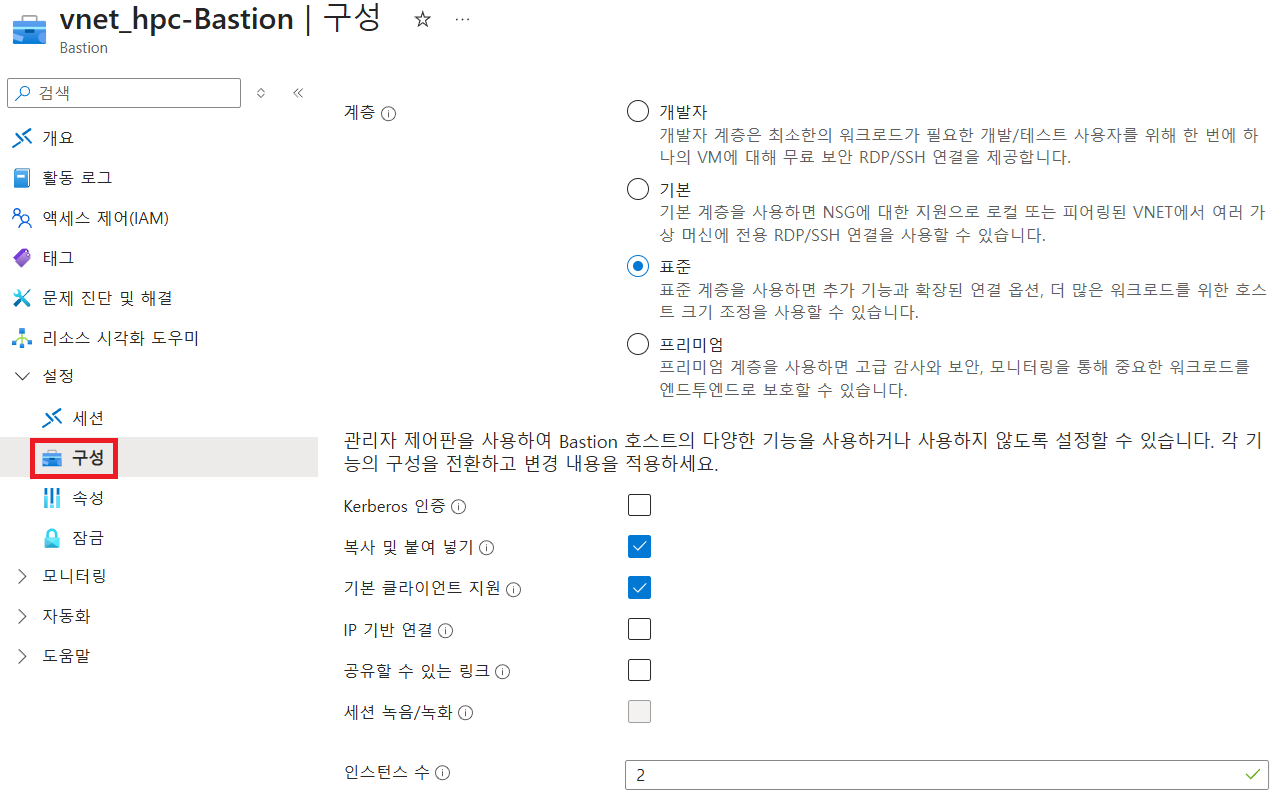 vnet_hpc-Bastion | 구성
Bastion
검색
개요
활동 로그
액세스 제어(IAM)
태그
문제 진단 및 해결
리소스 시각화 도우미
설정
세션
구성
속성
잠금
모니터링
자동화
도움말
계층
개발자
개발자 계층은 최소한의 워크로드가 필요한 개발/테스트 사용자를 위해 한 번에 하
나의 VM에 대해 무료 보안 RDP/SSH 연결을 제공합니다.
기본
기본 계층을 사용하면 NSG에 대한 지원으로 로컬 또는 피어링된 VNET에서 여러 가
상 머신에 전용 RDP/SSH 연결을 사용할 수 있습니다.
표준
표준 계층을 사용하면 추가 기능과 확장된 연결 옵션, 더 많은 워크로드를 위한 호스
트 크기 조정을 사용할 수 있습니다.
프리미엄
프리미엄 계층을 사용하면 고급 감사와 보안, 모니터링을 통해 중요한 워크로드를
엔드투엔드로 보호할 수 있습니다.
관리자 제어판을 사용하여 Bastion 호스트의 다양한 기능을 사용하거나 사용하지 않도록 설정할 수 있습니다. 각 기
능의 구성을 전환하고 변경 내용을 적용하세요.
Kerberos 인증
복사 및 붙여 넣기
기본 클라이언트 지원
IP 기반 연결
공유할 수 있는 링크
세션 녹음/녹화
인스턴스 수
2